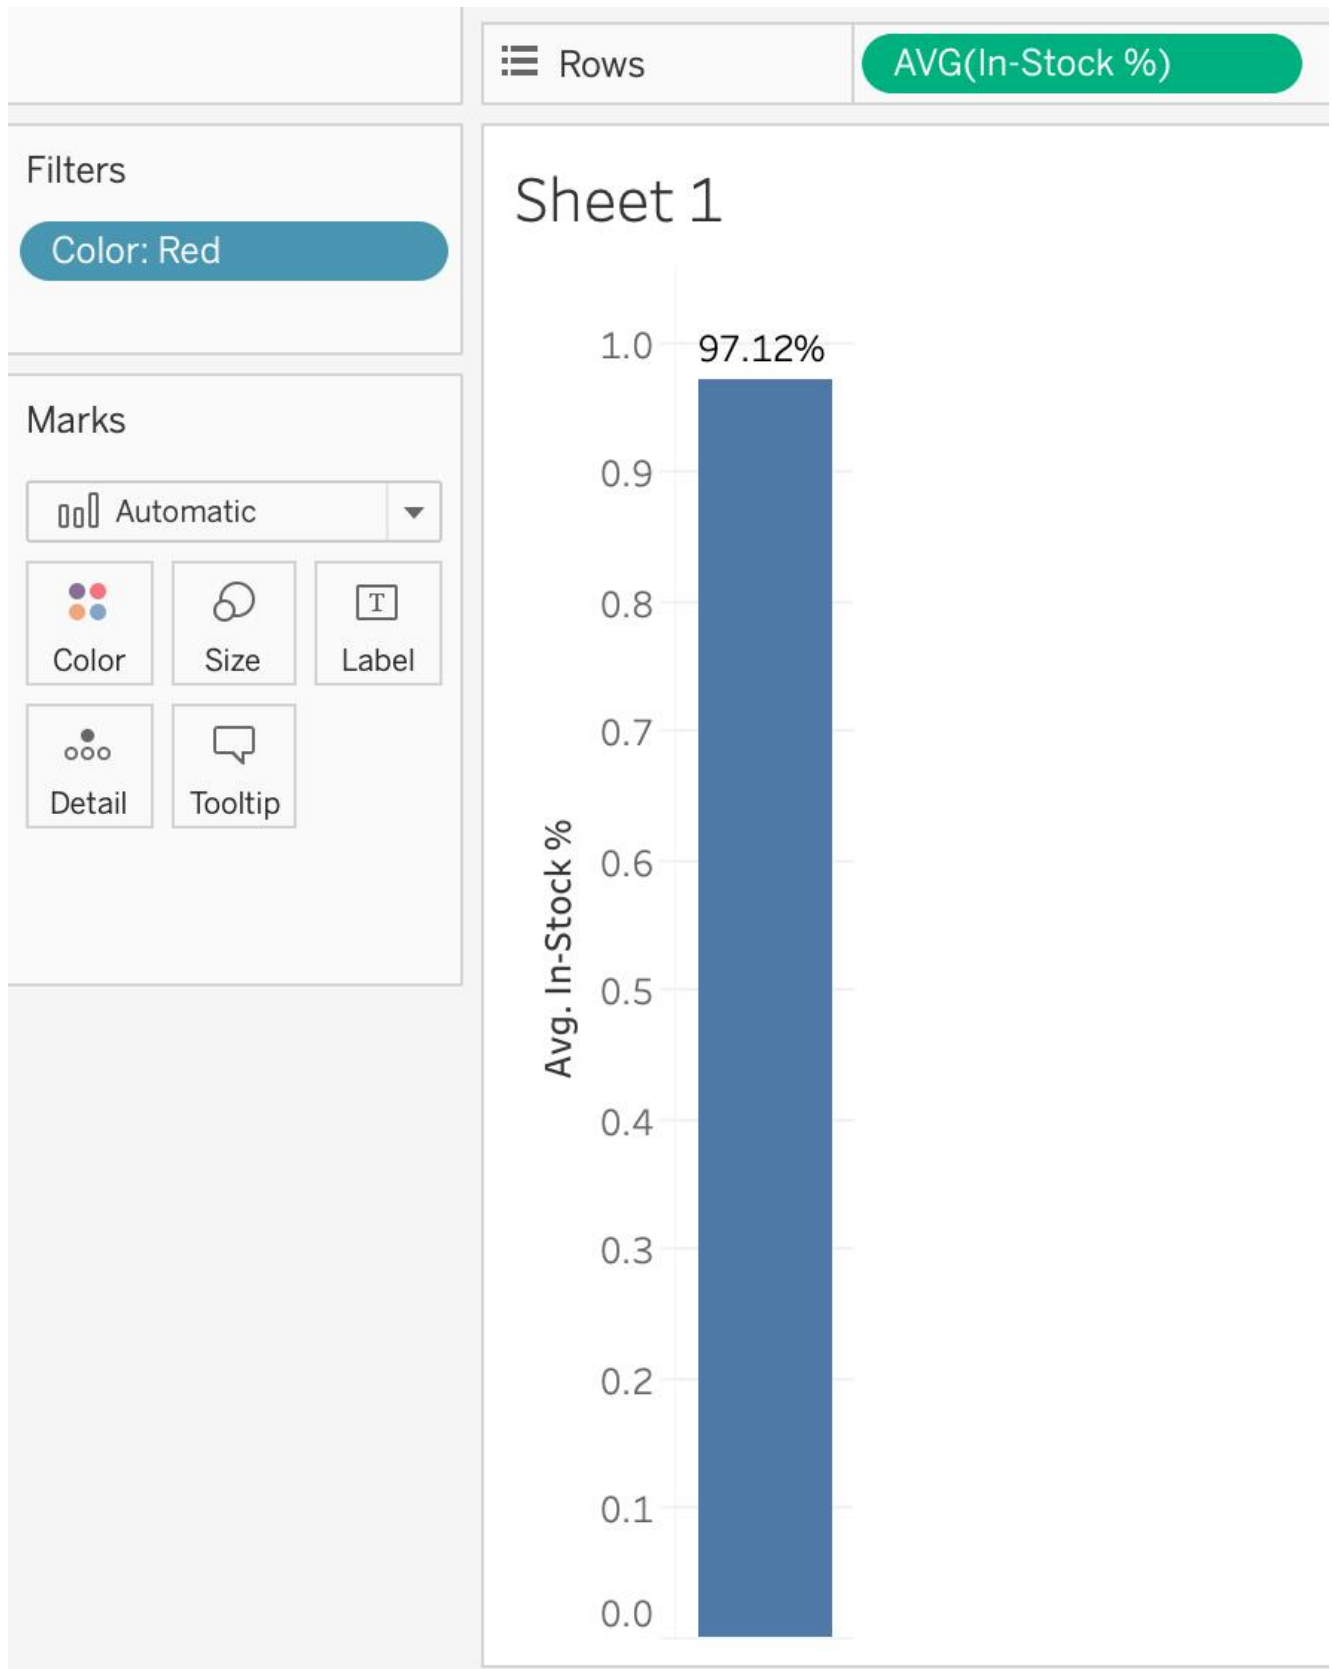 Rows
AVG(In-Stock %)
Filters
Color: Red
Marks
Automatic
Color
Size
T
Label
Detail
Tooltip
Sheet 1
97.12%
1.0
0.9
0.8
0.7
0.6
0.5
0.4
0.3
0.2
0.1
0.0
Avg. In-Stock %